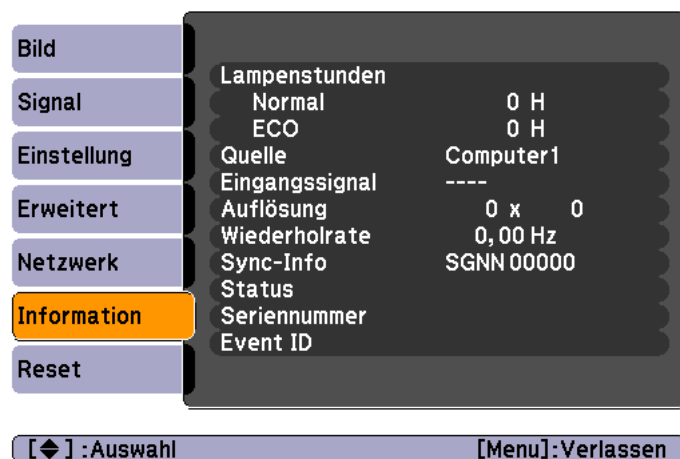 Bild
Signal
Einstellung
Erweitert
Netzwerk
Information
Reset
Lampenstunden
Normal 0 H
ECO 0 H
Quelle Computer1
Eingangssignal ----
Auflösung 0 x 0
Wiederholrate 0,00 Hz
Sync-Info SGNN 00000
Status
Seriennummer
Event ID
[◆] :Auswahl [Menu]:Verlassen